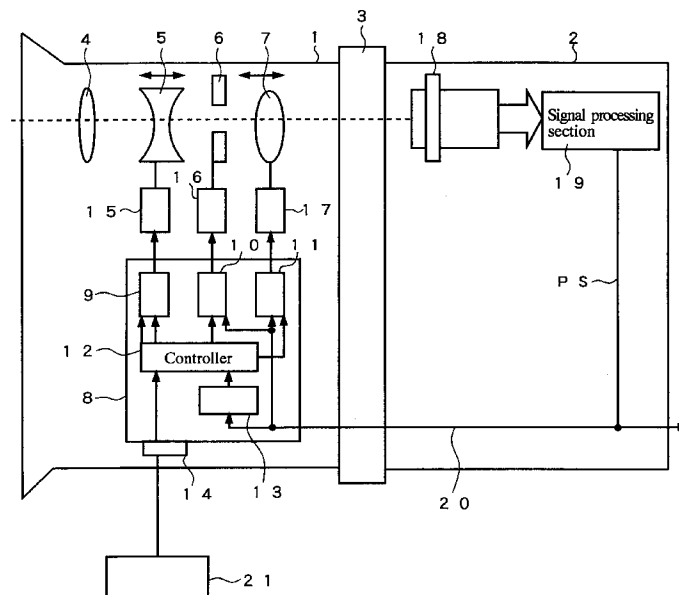 4 5 6 7 1 3 1 8 2
Signal processing
section
1 9
1 5 1 6 1 7
1 0 1 1
P S
9
1 2
Controller
8
1 4 1 3
2 0
2 1